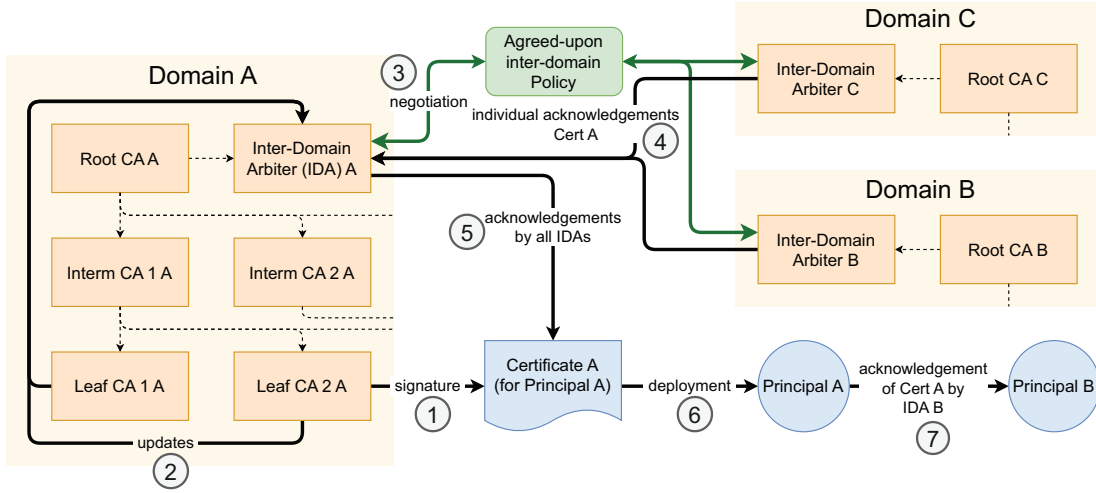 Domain A
Root CA A
Inter-Domain
Arbiter (IDA) A
Interm CA 1 A
Interm CA 2 A
Leaf CA 1 A
Leaf CA 2 A
updates
2
3
negotiation
Agreed-upon
inter-domain
Policy
individual acknowledgements
Cert A
4
5
acknowledgements
by all IDAs
Domain C
Inter-Domain
Arbiter C
Root CA C
Domain B
Inter-Domain
Arbiter B
Root CA B
signature
1
Certificate A
(for Principal A)
deployment
6
Principal A
acknowledgement
of Cert A by
IDA B
7
Principal B